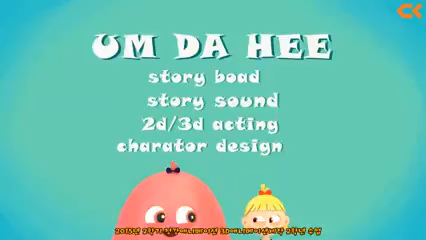 UM DA HEE
story boad
story sound
2d/3d acting
charator design